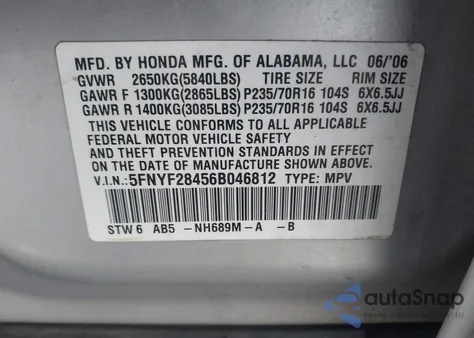 MFD. BY HONDA MFG. OF ALABAMA, LLC 06/'06
GVWR 2650KG(5840LBS) TIRE SIZE RIM SIZE
GAWR F 1300KG(2865LBS) P235/70R16 104S 6X6.5JJ
GAWR R 1400KG(3085LBS) P235/70R16 104S 6X6.5JJ
THIS VEHICLE CONFORMS TO ALL APPLICABLE
FEDERAL MOTOR VEHICLE SAFETY STANDARDS
AND THEFT PREVENTION STANDARD IN EFFECT
ON THE DATE OF MANUFACTURE SHOWN ABOVE.
V.I.N.: 5FNYF28456B046812 TYPE: MPV
STW6 AB5 -NH689M-A -B
autoSnap